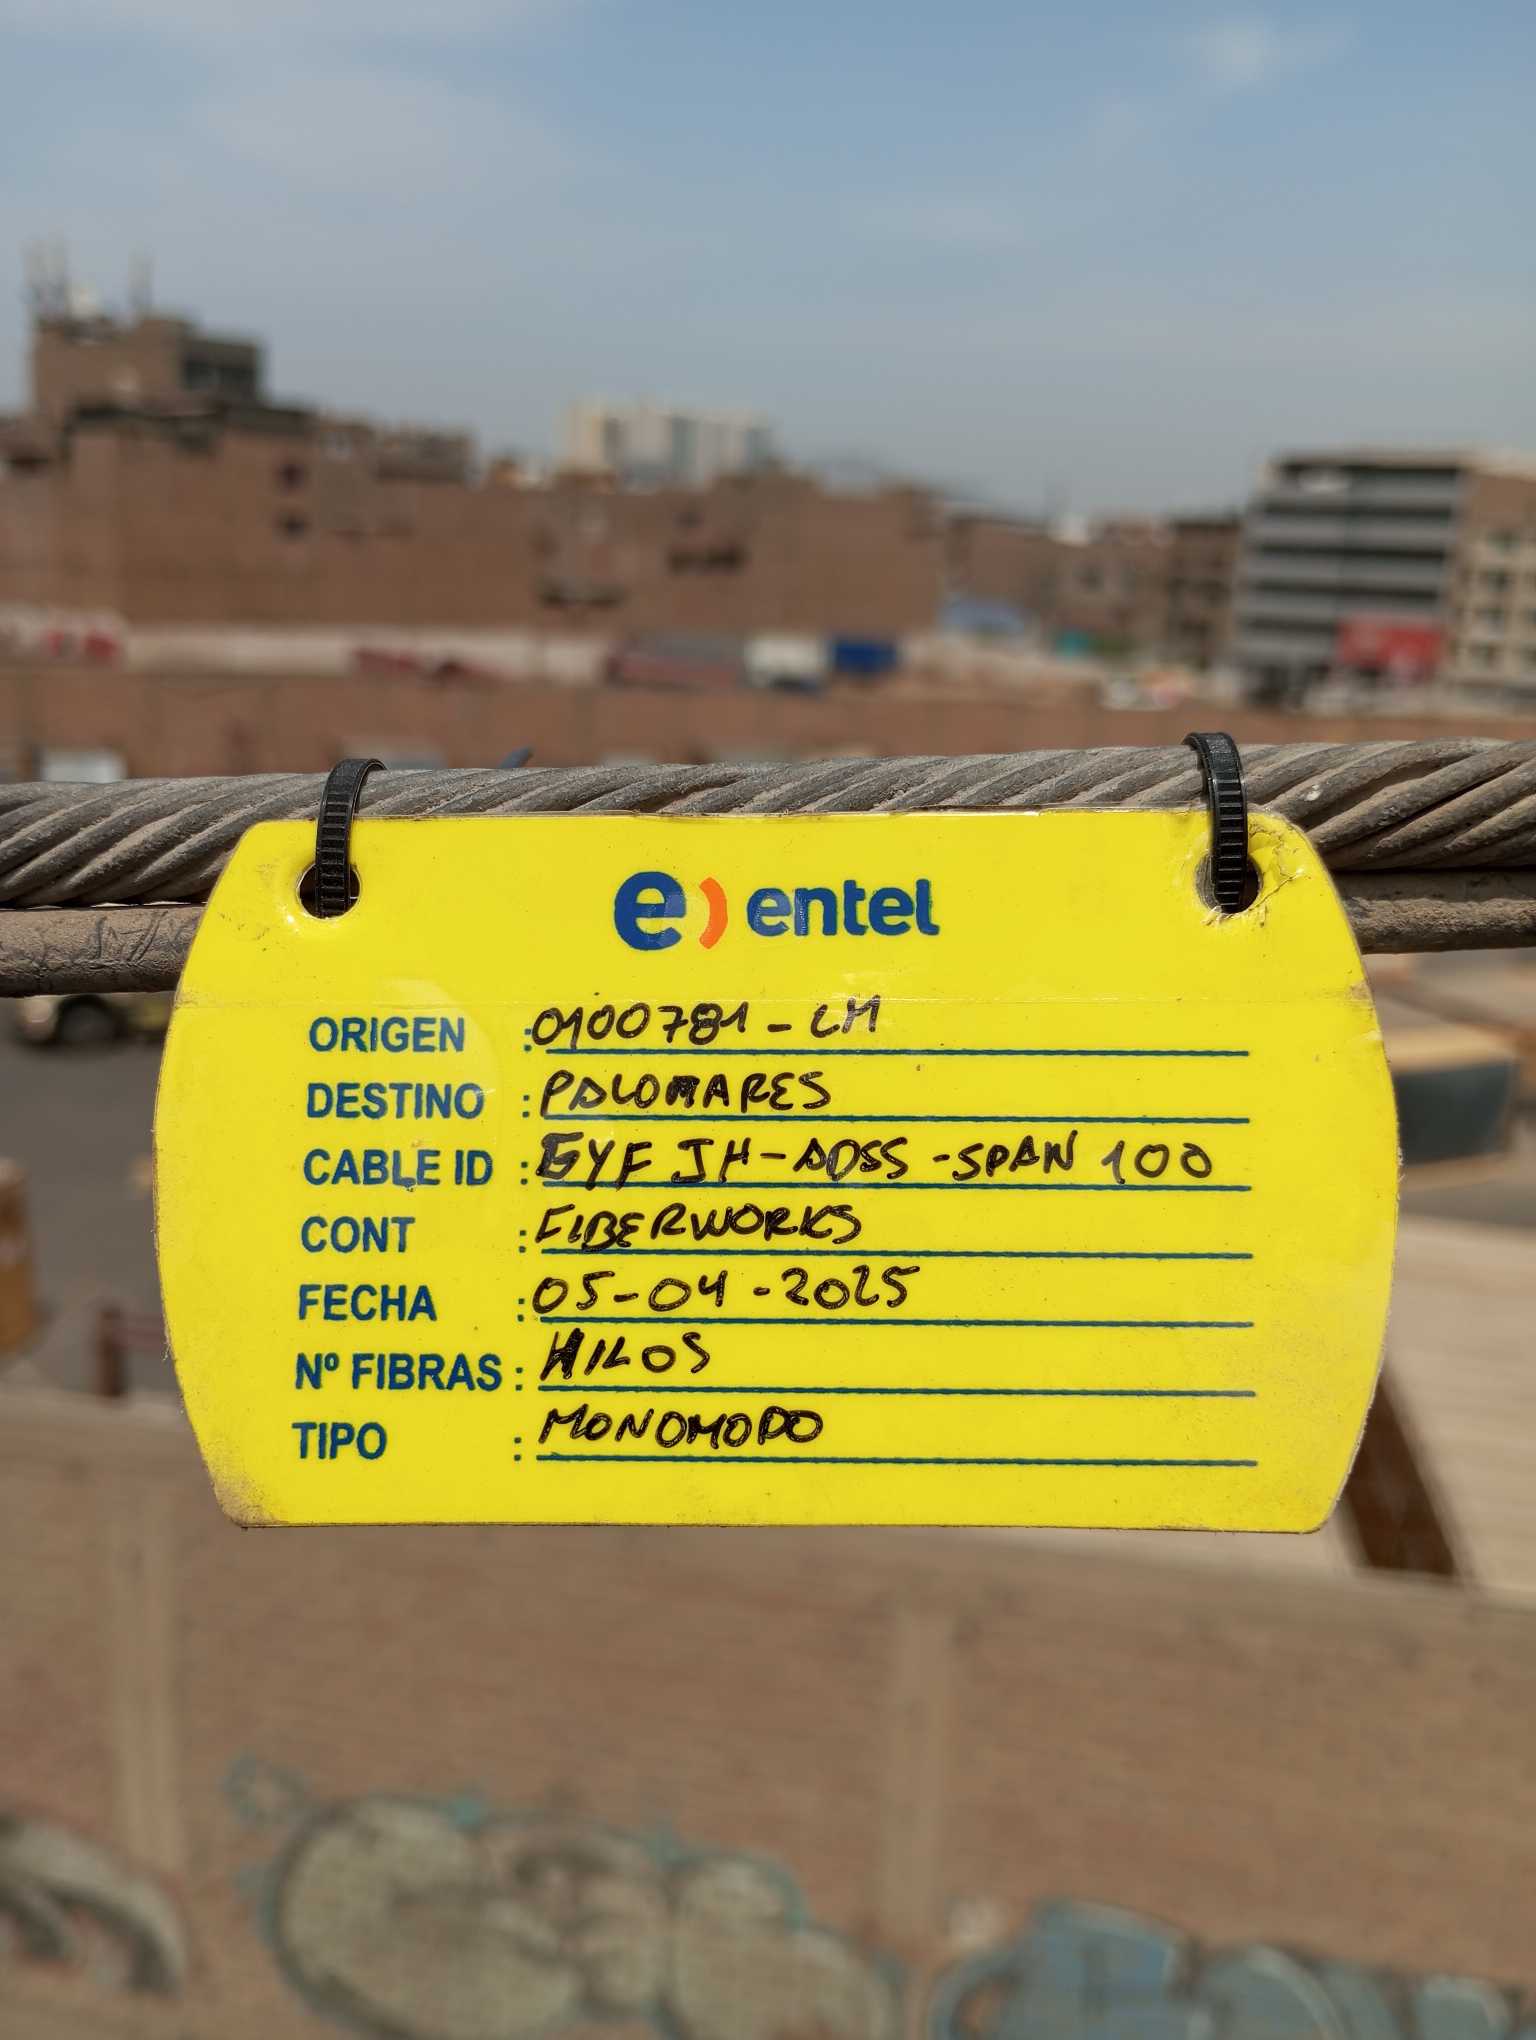 e) entel
ORIGEN : 0100781 - LM
DESTINO : PALOMARES
CABLE ID : GYFJH-ADSS-SPAN 100
CONT : FIBERWORKS
FECHA : 05-04-2025
Nº FIBRAS : HILOS
TIPO : MONOMODO